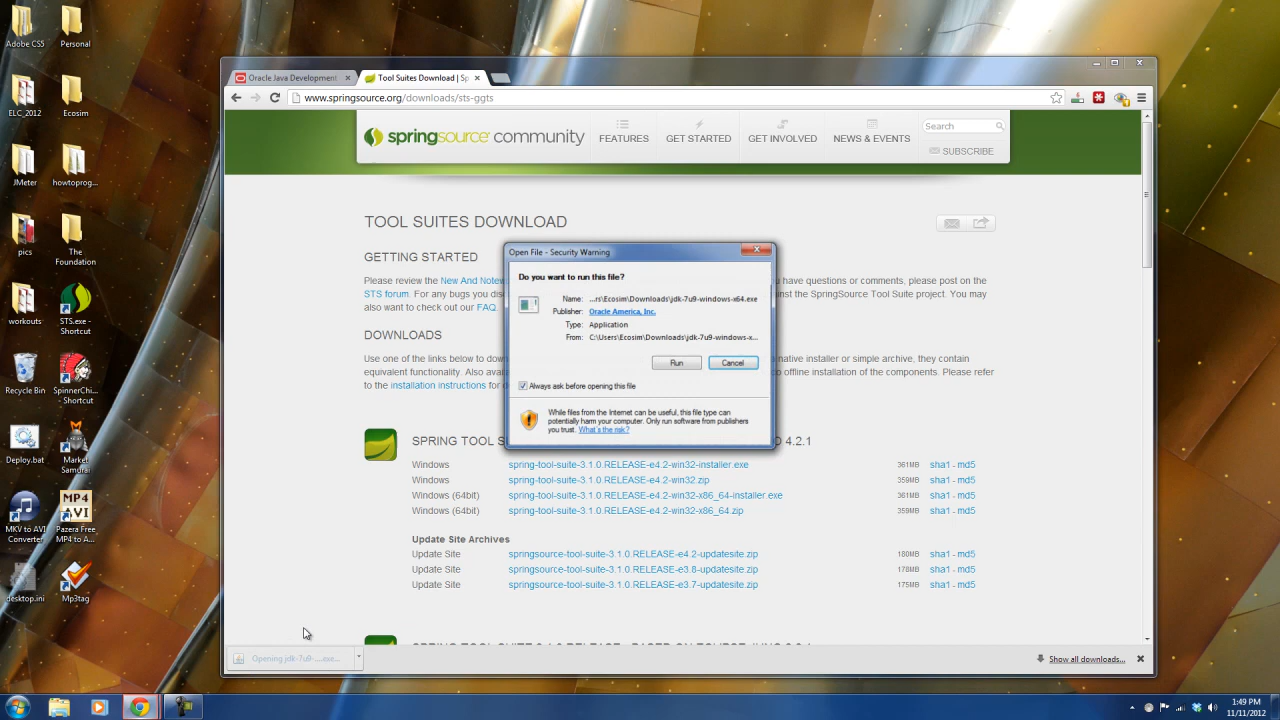 Adobe CS5
Personal
ELC_2012
Ecosim
JMeter
howtoprog...
pics
The
Foundation
workouts
STS.exe -
Shortcut
Recycle Bin
SpinnerChi...
- Shortcut
Deploy.bat
Market
Samurai
MP4
AVI
MKV to AVI
Converter
Pazera Free
MP4 to A...
desktop.ini
Mp3tag
Oracle Java Development
Tool Suites Download | Sp
www.springsource.org/downloads/sts-ggts
springsource community
FEATURES
GET STARTED
GET INVOLVED
NEWS & EVENTS
Search
SUBSCRIBE
TOOL SUITES DOWNLOAD
GETTING STARTED
Please review the New And Notew
have questions or comments, please post on the
STS forum. For any bugs you dis
inst the SpringSource Tool Suite project. You may
also want to check out our FAQ.
DOWNLOADS
Use one of the links below to dow
native installer or simple archive, they contain
equivalent functionality. Also avai
o offline installation of the components. Please refer
to the installation instructions for d
Open File - Security Warning
Do you want to run this file?
Name: ...rs\Ecosim\Downloads\jdk-7u9-windows-x64.exe
Publisher: Oracle America, Inc.
Type: Application
From: C:\Users\Ecosim\Downloads\jdk-7u9-windows-x...
Run
Cancel
Always ask before opening this file
While files from the Internet can be useful, this file type can
potentially harm your computer. Only run software from publishers
you trust. What's the risk?
SPRING TOOL S
4.2.1
Windows spring-tool-suite-3.1.0.RELEASE-e4.2-win32-installer.exe 361MB sha1 - md5
Windows spring-tool-suite-3.1.0.RELEASE-e4.2-win32.zip 359MB sha1 - md5
Windows (64bit) spring-tool-suite-3.1.0.RELEASE-e4.2-win32-x86_64-installer.exe 361MB sha1 - md5
Windows (64bit) spring-tool-suite-3.1.0.RELEASE-e4.2-win32-x86_64.zip 359MB sha1 - md5
Update Site Archives
Update Site springsource-tool-suite-3.1.0.RELEASE-e4.2-updatesite.zip 180MB sha1 - md5
Update Site springsource-tool-suite-3.1.0.RELEASE-e3.8-updatesite.zip 178MB sha1 - md5
Update Site springsource-tool-suite-3.1.0.RELEASE-e3.7-updatesite.zip 175MB sha1 - md5
Opening jdk-7u9-....exe...
Show all downloads...
1:49 PM
11/11/2012